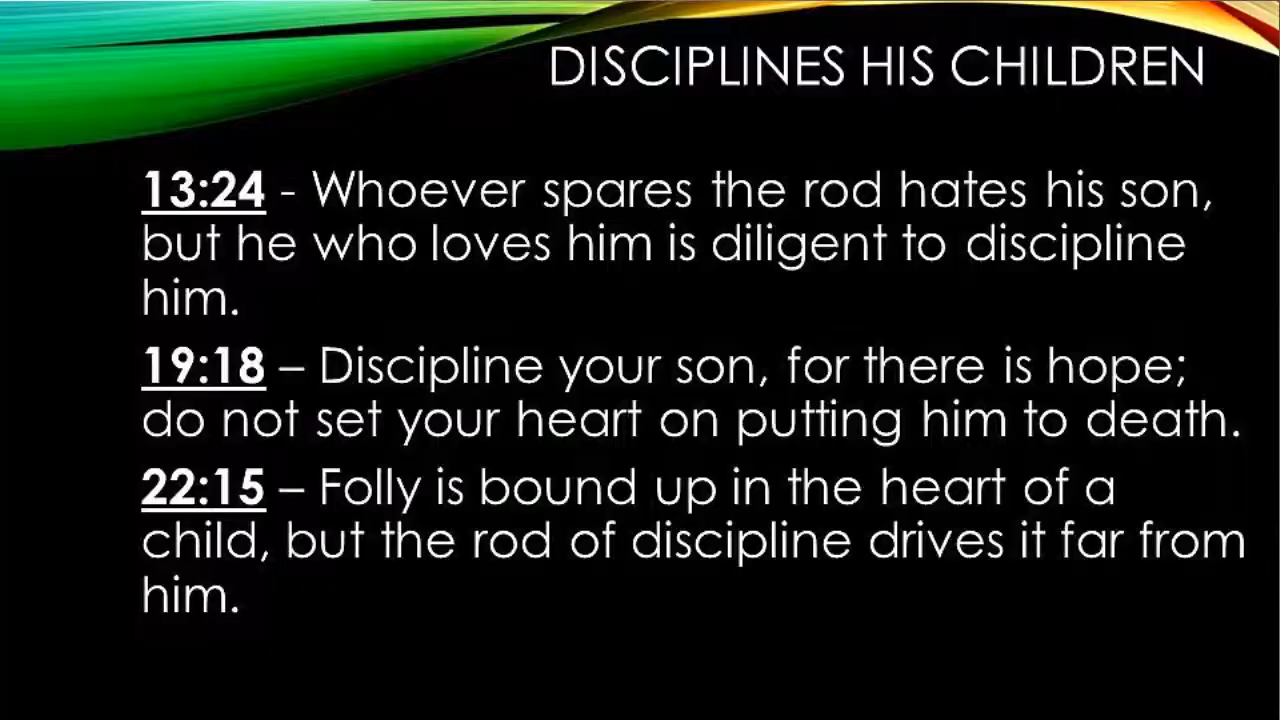 DISCIPLINES HIS CHILDREN
13:24 - Whoever spares the rod hates his son,
but he who loves him is diligent to discipline
him.
19:18 – Discipline your son, for there is hope;
do not set your heart on putting him to death.
22:15 – Folly is bound up in the heart of a
child, but the rod of discipline drives it far from
him.